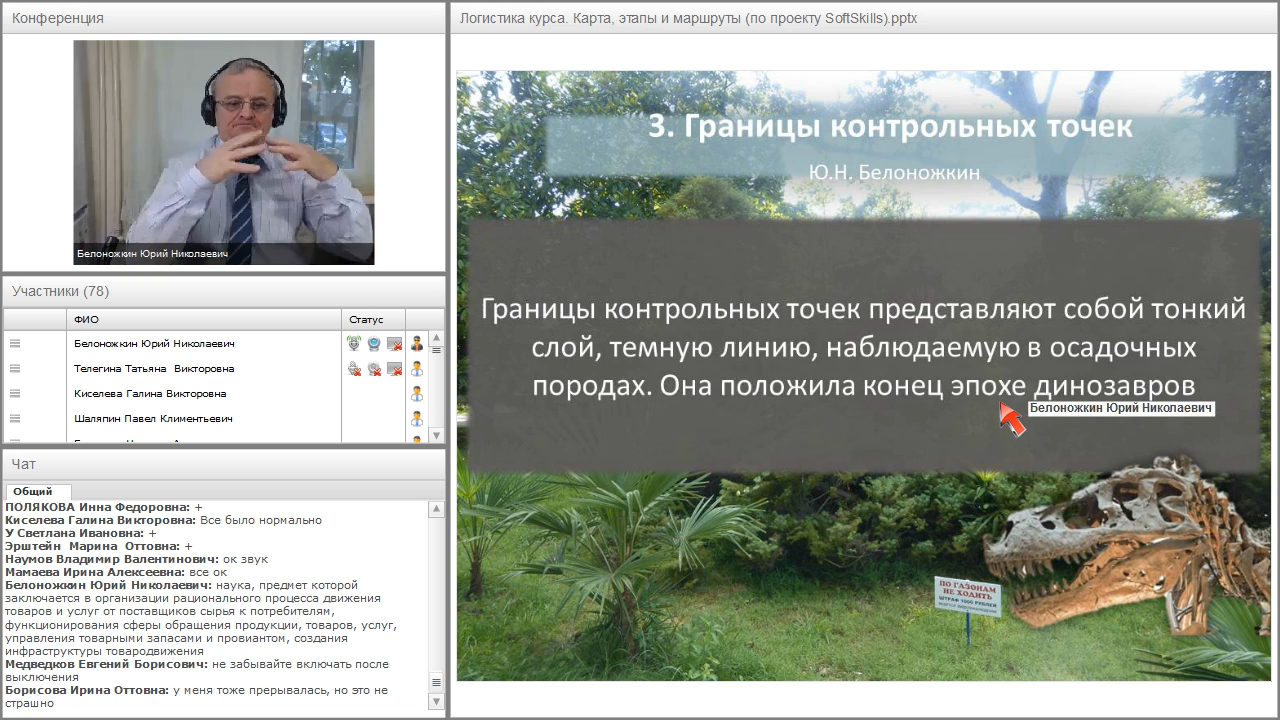 Конференция
Белоножкин Юрий Николаевич
Участники (78)
ФИО
Статус
Белоножкин Юрий Николаевич
Телегина Татьяна Викторовна
Киселева Галина Викторовна
Шаляпин Павел Климентьевич
Чат
Общий
ПОЛЯКОВА Инна Федоровна: +
Киселева Галина Викторовна: Все было нормально
У Светлана Ивановна: +
Эрштейн Марина Оттовна: +
Наумов Владимир Валентинович: ок звук
Мамаева Ирина Алексеевна: все ок
Белоножкин Юрий Николаевич: наука, предмет которой
заключается в организации рационального процесса движения
товаров и услуг от поставщиков сырья к потребителям,
функционирования сферы обращения продукции, товаров, услуг,
управления товарными запасами и провиантом, создания
инфраструктуры товародвижения
Медведков Евгений Борисович: не забывайте включать после
выключения
Борисова Ирина Оттовна: у меня тоже прерывалась, но это не
страшно
Логистика курса. Карта, этапы и маршруты (по проекту SoftSkills).pptx
3. Границы контрольных точек
Ю.Н. Белоножкин
Границы контрольных точек представляют собой тонкий
слой, темную линию, наблюдаемую в осадочных
породах. Она положила конец эпохе динозавров
Белоножкин Юрий Николаевич
ПО ГАЗОНАМ
НЕ ХОДИТЬ
ШТРАФ 1000 РУБЛЕЙ